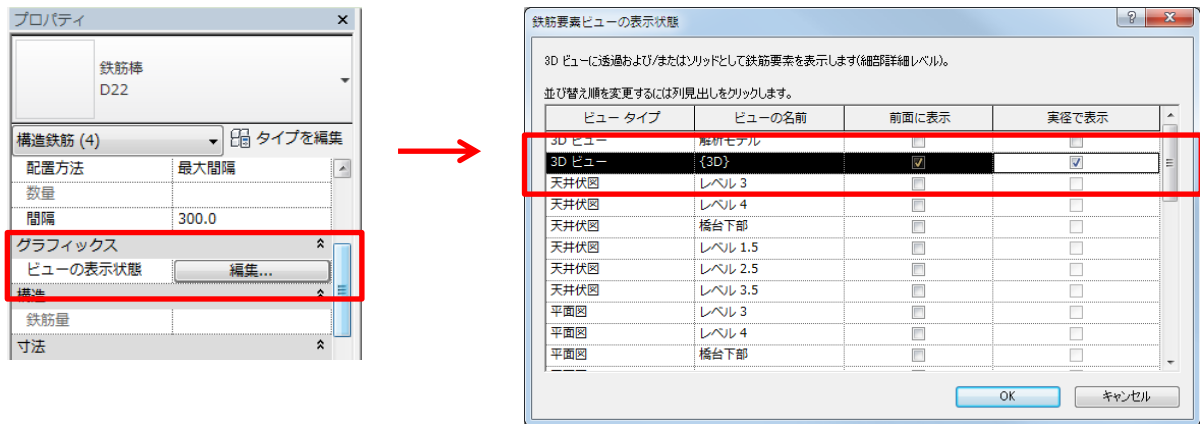 プロパティ
鉄筋棒
D22
構造鉄筋 (4)
タイプを編集
配置方法 最大間隔
数量
間隔 300.0
グラフィックス
ビューの表示状態 編集...
構造
鉄筋量
寸法
鉄筋要素ビューの表示状態
3D ビューに透過および/またはソリッドとして鉄筋要素を表示します(細部詳細レベル)。
並び替え順を変更するには列見出しをクリックします。
ビュー タイプ ビューの名前 前面に表示 実径で表示
3D ビュー 解析モデル
3D ビュー {3D}
天井伏図 レベル 3
天井伏図 レベル 4
天井伏図 橋台下部
天井伏図 レベル 1.5
天井伏図 レベル 2.5
天井伏図 レベル 3.5
平面図 レベル 3
平面図 レベル 4
平面図 橋台下部
OK キャンセル